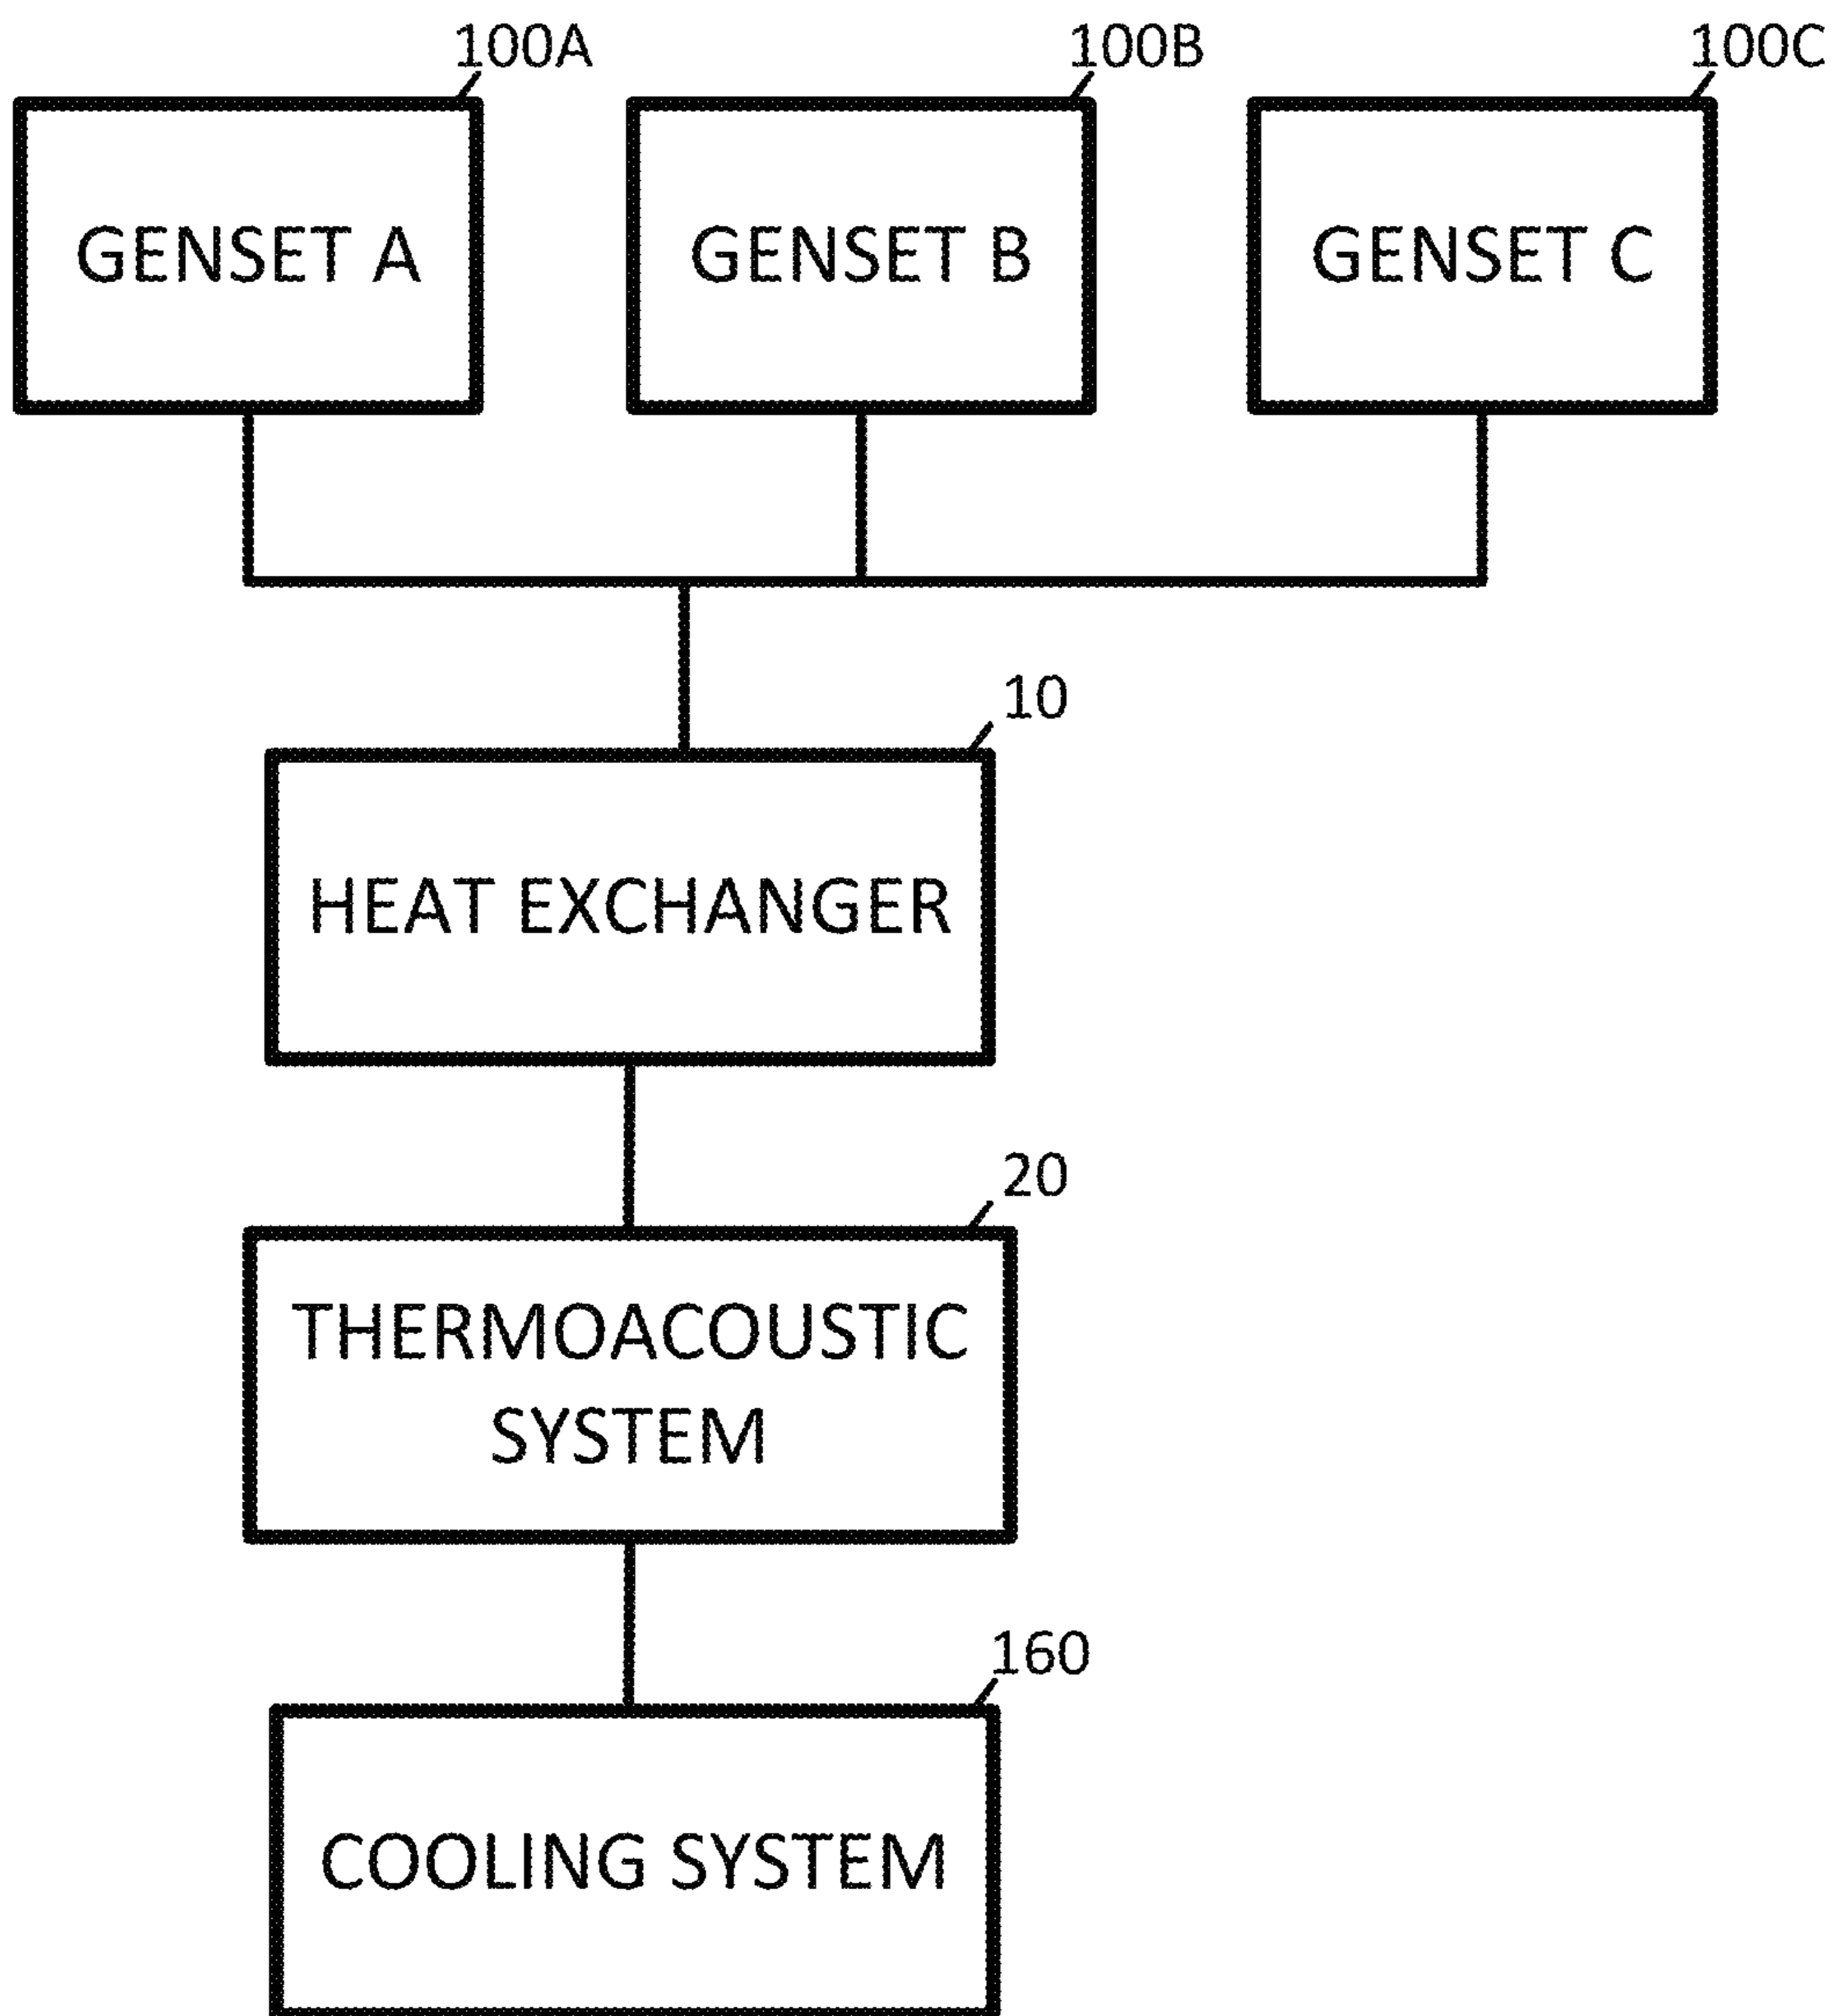 100A
100B
100C
GENSET A
GENSET B
GENSET C
10
HEAT EXCHANGER
20
THERMOACOUSTIC
SYSTEM
160
COOLING SYSTEM